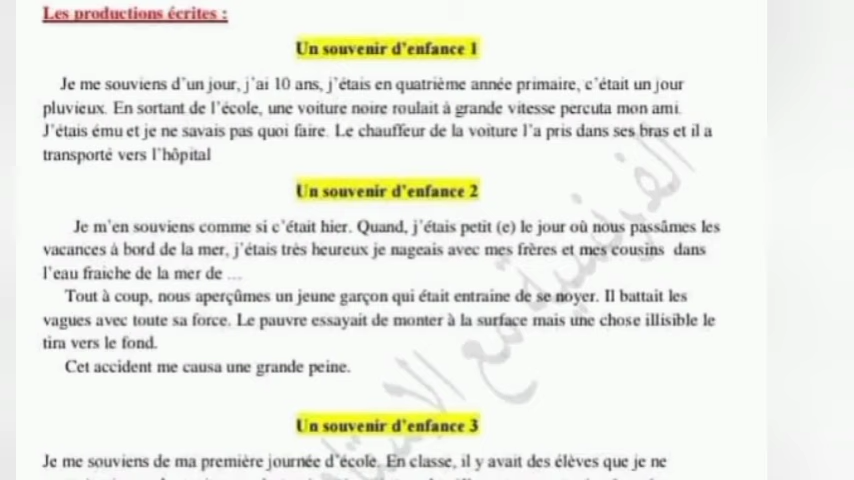 Les productions écrites :
Un souvenir d'enfance 1
Je me souviens d'un jour, j'ai 10 ans, j'étais en quatrième année primaire, c'était un jour
pluvieux. En sortant de l'école, une voiture noire roulait à grande vitesse percuta mon ami.
J'étais ému et je ne savais pas quoi faire. Le chauffeur de la voiture l'a pris dans ses bras et il a
transporté vers l'hôpital
Un souvenir d'enfance 2
Je m'en souviens comme si c'était hier. Quand, j'étais petit (e) le jour où nous passâmes les
vacances à bord de la mer, j'étais très heureux je nageais avec mes frères et mes cousins dans
l'eau fraiche de la mer de ...
Tout à coup, nous aperçûmes un jeune garçon qui était entraine de se noyer. Il battait les
vagues avec toute sa force. Le pauvre essayait de monter à la surface mais une chose illisible le
tira vers le fond.
Cet accident me causa une grande peine.
Un souvenir d'enfance 3
Je me souviens de ma première journée d'école. En classe, il y avait des élèves que je ne
الفرنسية مع الأستاذ